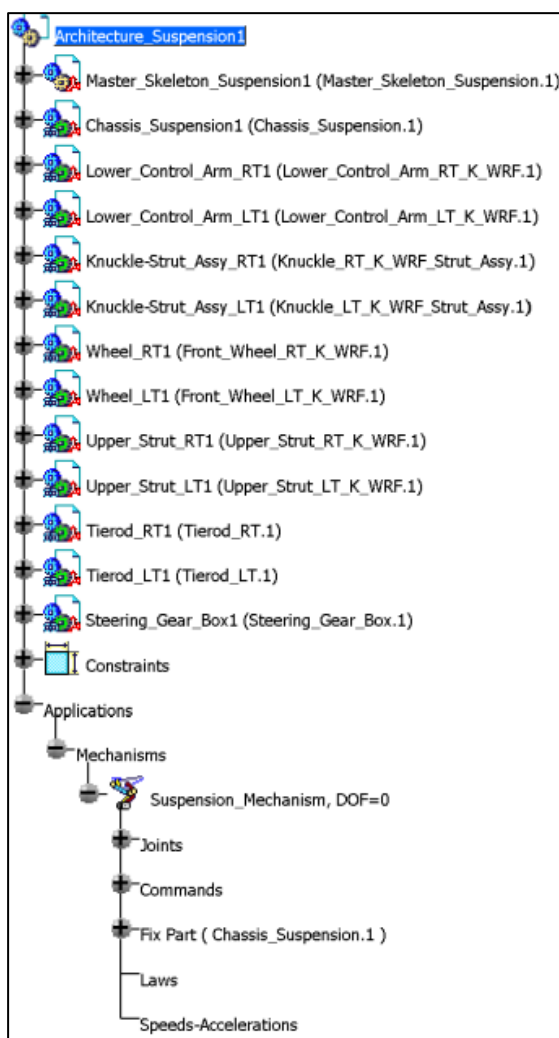 Architecture_Suspension1
Master_Skeleton_Suspension1 (Master_Skeleton_Suspension.1)
Chassis_Suspension1 (Chassis_Suspension.1)
Lower_Control_Arm_RT1 (Lower_Control_Arm_RT_K_WRF.1)
Lower_Control_Arm_LT1 (Lower_Control_Arm_LT_K_WRF.1)
Knuckle-Strut_Assy_RT1 (Knuckle_RT_K_WRF_Strut_Assy.1)
Knuckle-Strut_Assy_LT1 (Knuckle_LT_K_WRF_Strut_Assy.1)
Wheel_RT1 (Front_Wheel_RT_K_WRF.1)
Wheel_LT1 (Front_Wheel_LT_K_WRF.1)
Upper_Strut_RT1 (Upper_Strut_RT_K_WRF.1)
Upper_Strut_LT1 (Upper_Strut_LT_K_WRF.1)
Tierod_RT1 (Tierod_RT.1)
Tierod_LT1 (Tierod_LT.1)
Steering_Gear_Box1 (Steering_Gear_Box.1)
Constraints
Applications
Mechanisms
Suspension_Mechanism, DOF=0
Joints
Commands
Fix Part ( Chassis_Suspension.1 )
Laws
Speeds-Accelerations